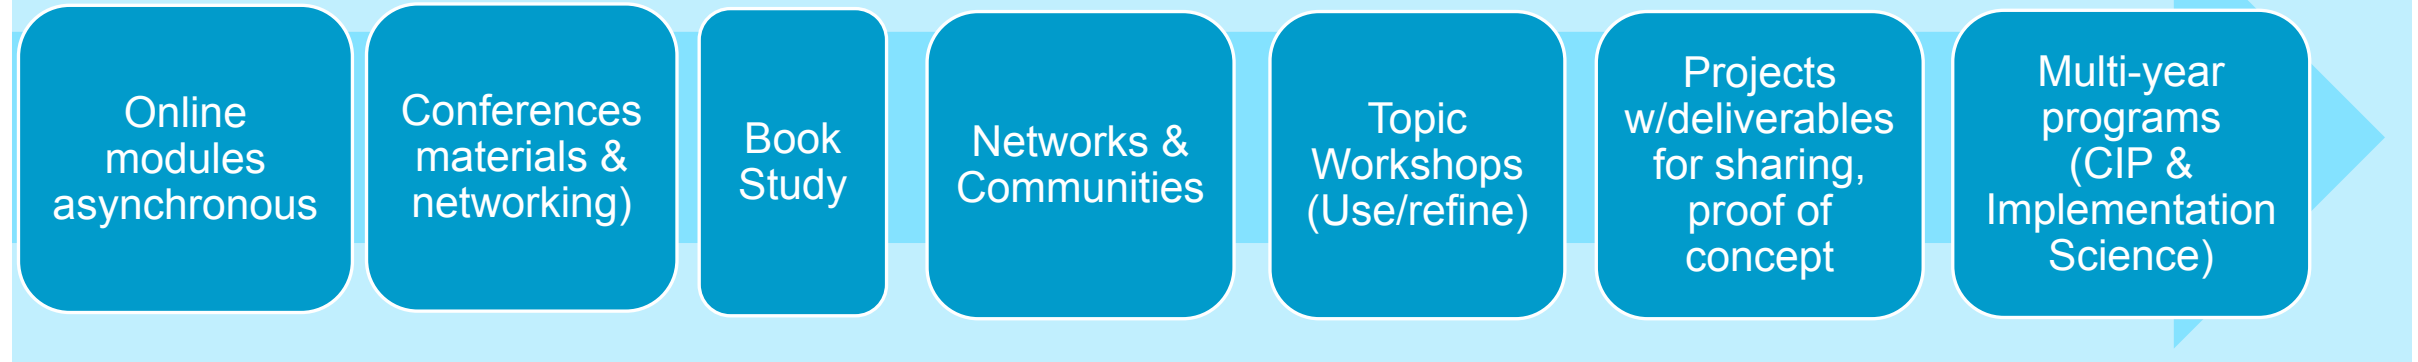 Online
modules
asynchronous
Conferences
materials &
networking)
Book
Study
Networks &
Communities
Topic
Workshops
(Use/refine)
Projects
w/deliverables
for sharing,
proof of
concept
Multi-year
programs
(CIP &
Implementation
Science)